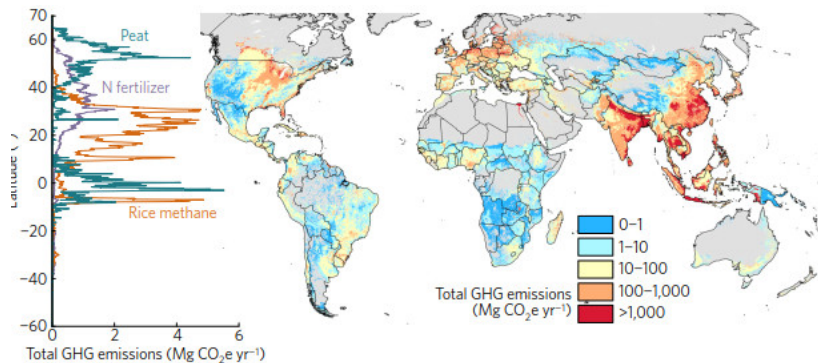 70
60
40
20
0
−20
−40
−60
Peat
N fertilizer
Rice methane
0 2 4 6
Total GHG emissions (Mg CO₂e yr⁻¹)
0–1
1–10
10–100
100–1,000
>1,000
Total GHG emissions
(Mg CO₂e yr⁻¹)